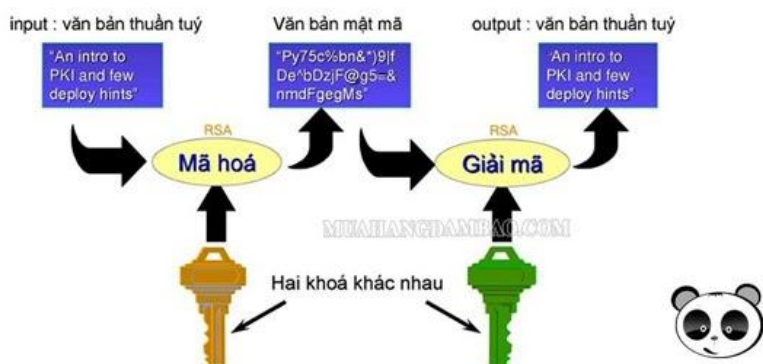 input : văn bản thuần tuý
Văn bản mật mã
output : văn bản thuần tuý
"An intro to
PKI and few
deploy hints"
"Py75c%bn&*)9|f
De^bDzjF@g5=&
nmdFgegMs"
"An intro to
PKI and few
deploy hints"
RSA
Mã hoá
RSA
Giải mã
MUAHANGDAMBAO.COM
Hai khoá khác nhau